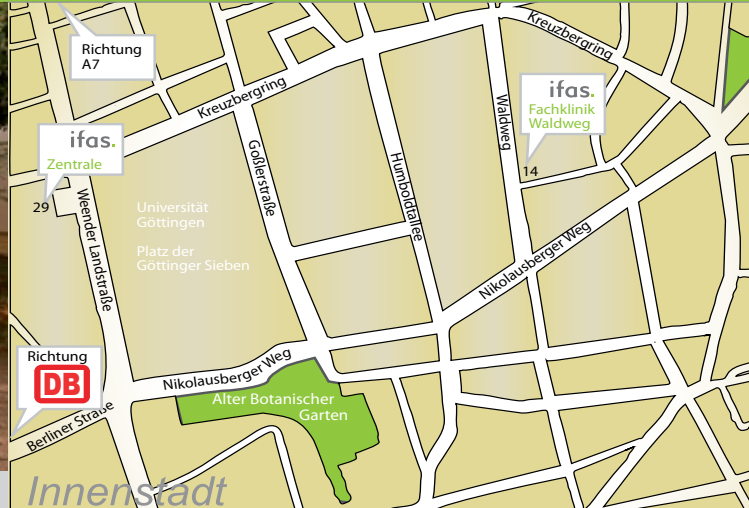 Richtung
A7
Kreuzbergring
Kreuzbergring
ifas.
Fachklinik
Waldweg
14
Waldweg
ifas.
Zentrale
29
Weender Landstraße
Goßlerstraße
Humboldtallee
Universität
Göttingen
Platz der
Göttinger Sieben
Nikolausberger Weg
Nikolausberger Weg
Richtung
DB
Berliner Straße
Alter Botanischer
Garten
Innenstadt